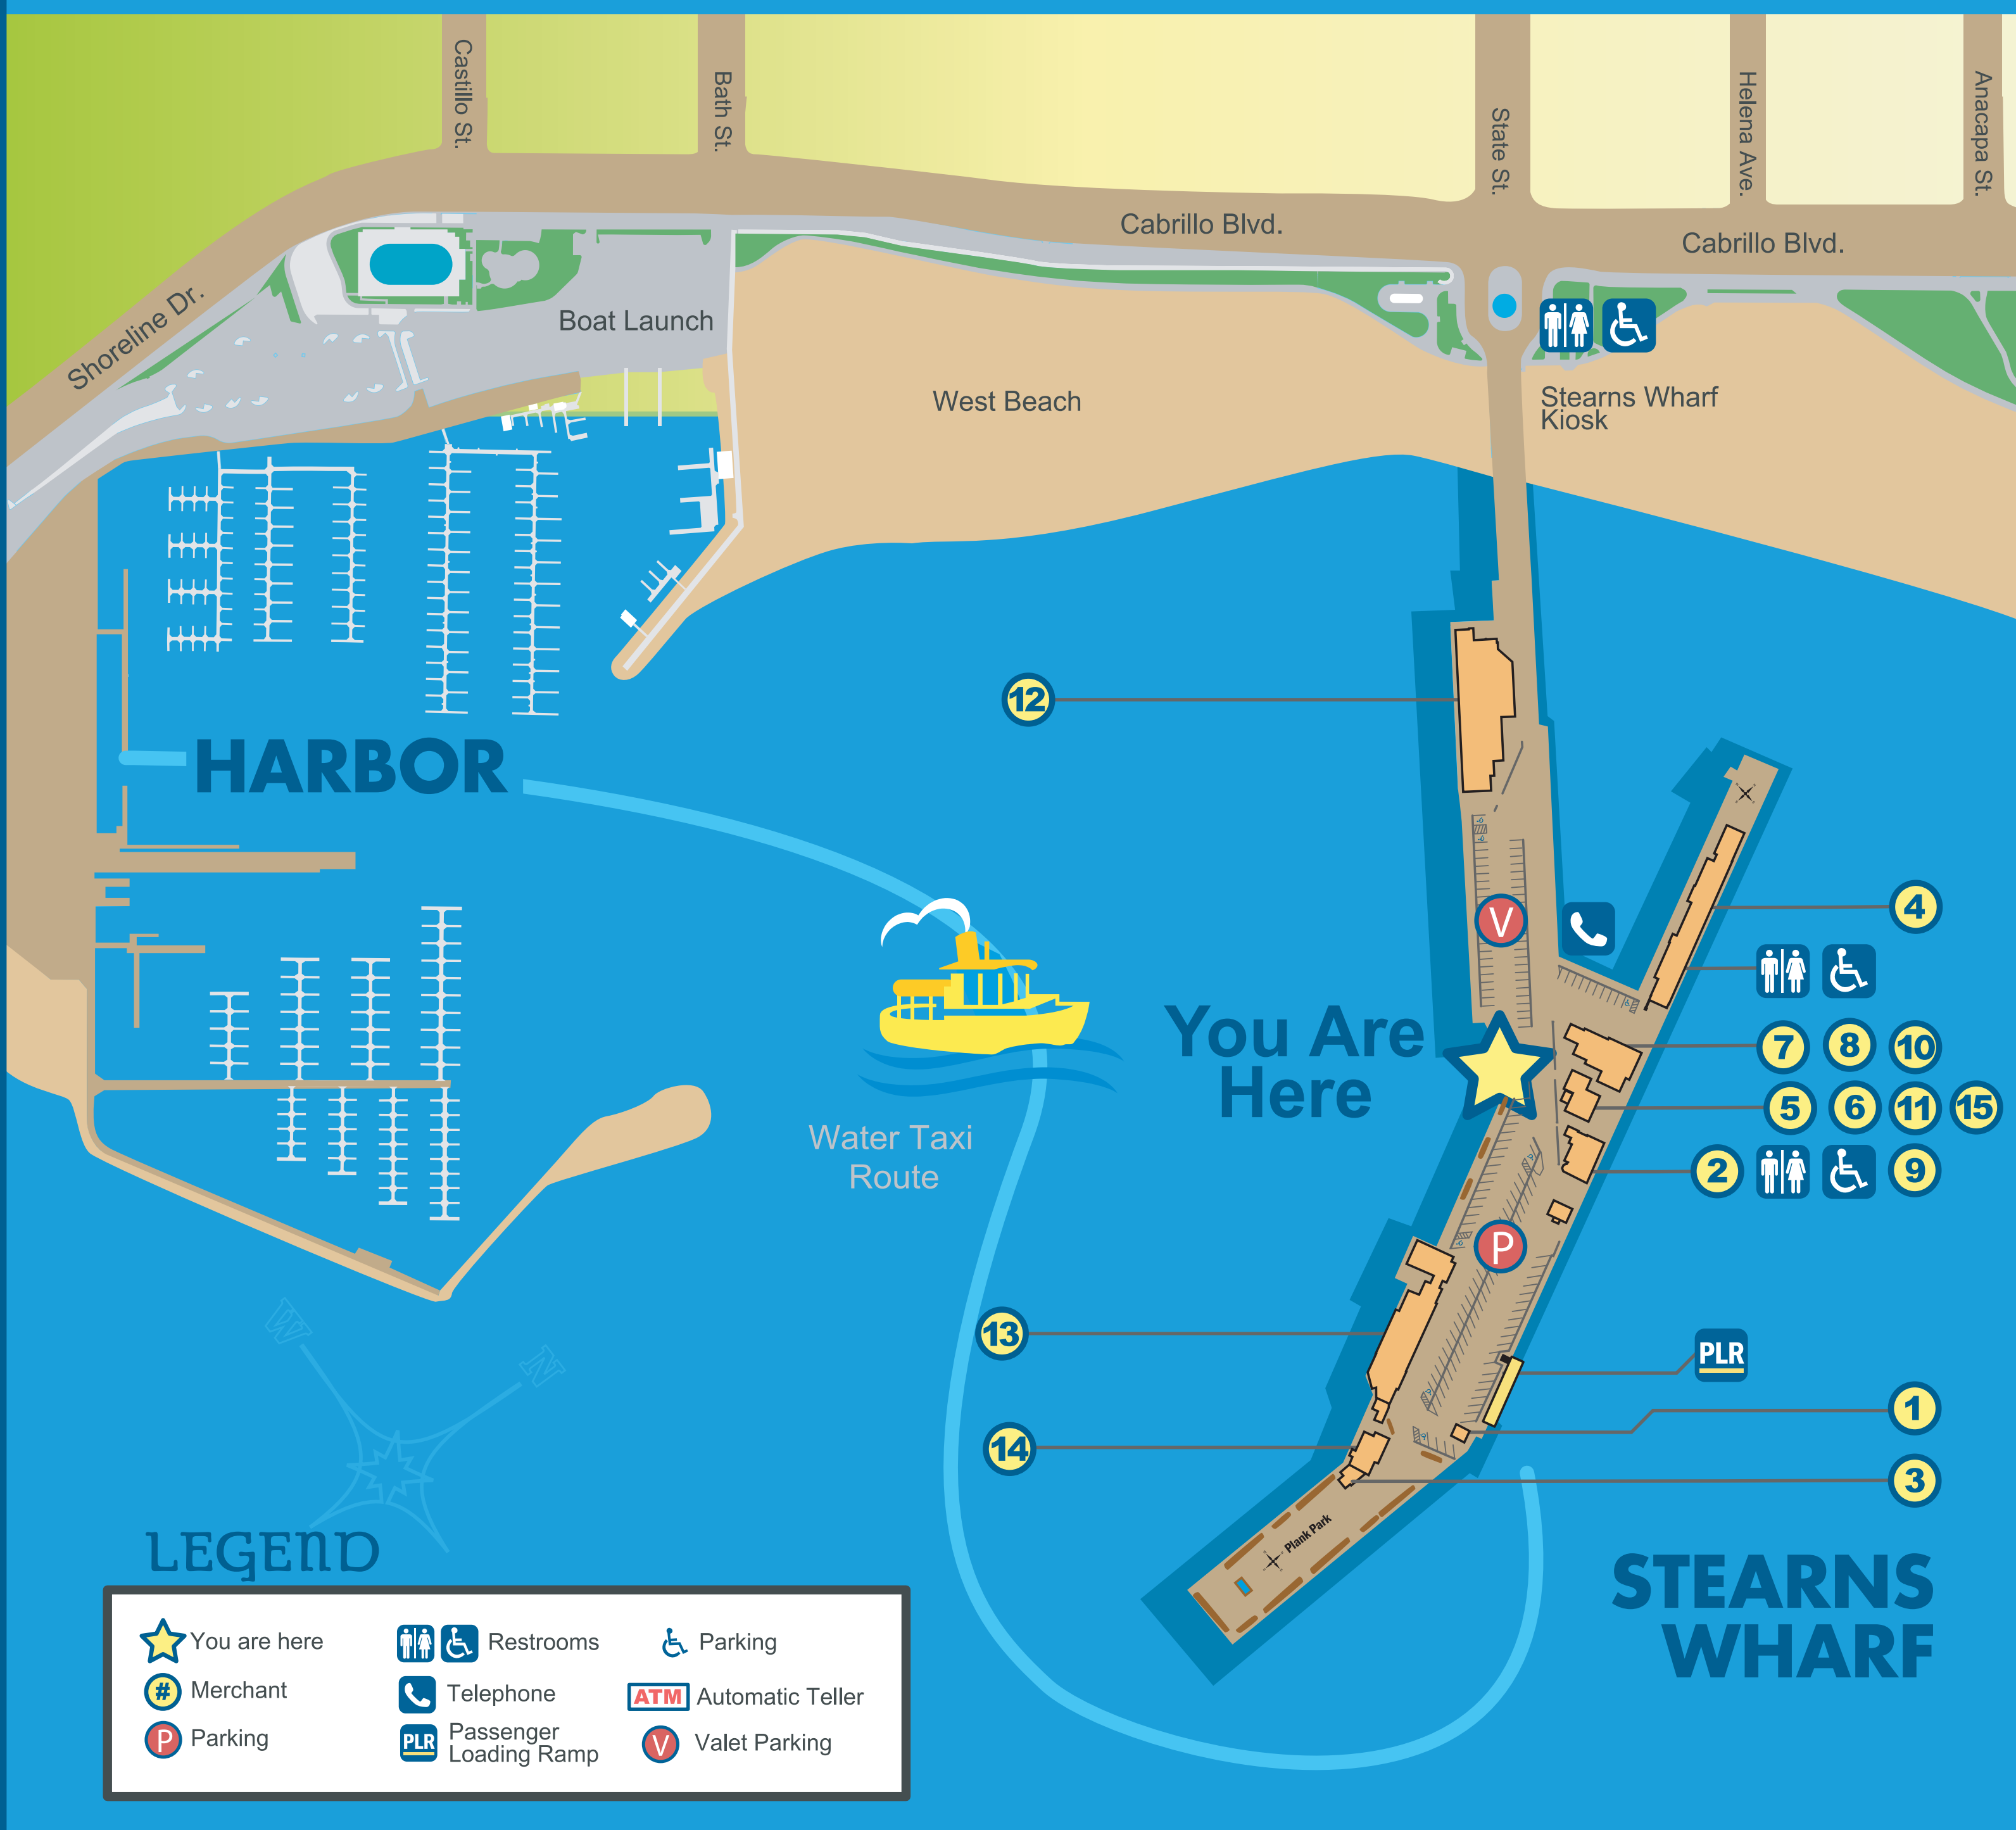 Castillo St.
Bath St.
State St.
Helena Ave.
Anacapa St.
Cabrillo Blvd.
Cabrillo Blvd.
Shoreline Dr.
Boat Launch
West Beach
Stearns Wharf
Kiosk
12
HARBOR
V
4
You Are
Here
7 8 10
5 6 11 15
2 9
Water Taxi
Route
P
13
PLR
1
14
3
Plank Park
W
N
STEARNS
WHARF
LEGEND
You are here
Restrooms
Parking
# Merchant
Telephone
ATM Automatic Teller
P Parking
PLR Passenger
Loading Ramp
V Valet Parking